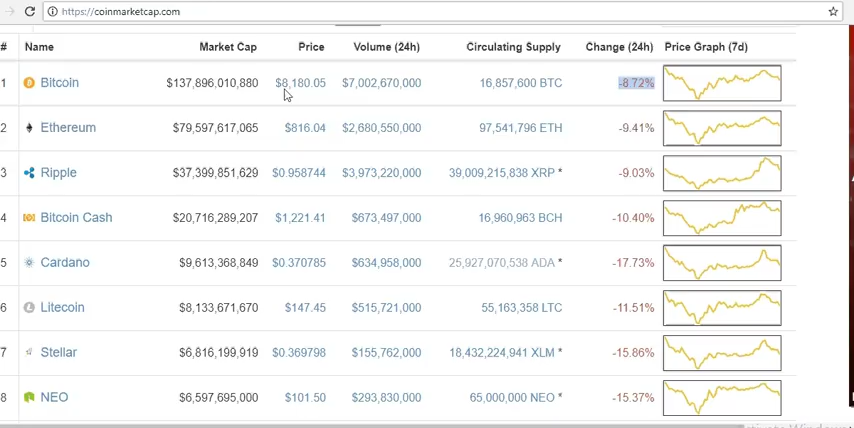 https://coinmarketcap.com
# Name Market Cap Price Volume (24h) Circulating Supply Change (24h) Price Graph (7d)
1 Bitcoin $137,896,010,880 $8,180.05 $7,002,670,000 16,857,600 BTC -8.72%
2 Ethereum $79,597,617,065 $816.04 $2,680,550,000 97,541,796 ETH -9.41%
3 Ripple $37,399,851,629 $0.958744 $3,973,220,000 39,009,215,838 XRP * -9.03%
4 Bitcoin Cash $20,716,289,207 $1,221.41 $673,497,000 16,960,963 BCH -10.40%
5 Cardano $9,613,368,849 $0.370785 $634,958,000 25,927,070,538 ADA * -17.73%
6 Litecoin $8,133,671,670 $147.45 $515,721,000 55,163,358 LTC -11.51%
7 Stellar $6,816,199,919 $0.369798 $155,762,000 18,432,224,941 XLM * -15.86%
8 NEO $6,597,695,000 $101.50 $293,830,000 65,000,000 NEO * -15.37%